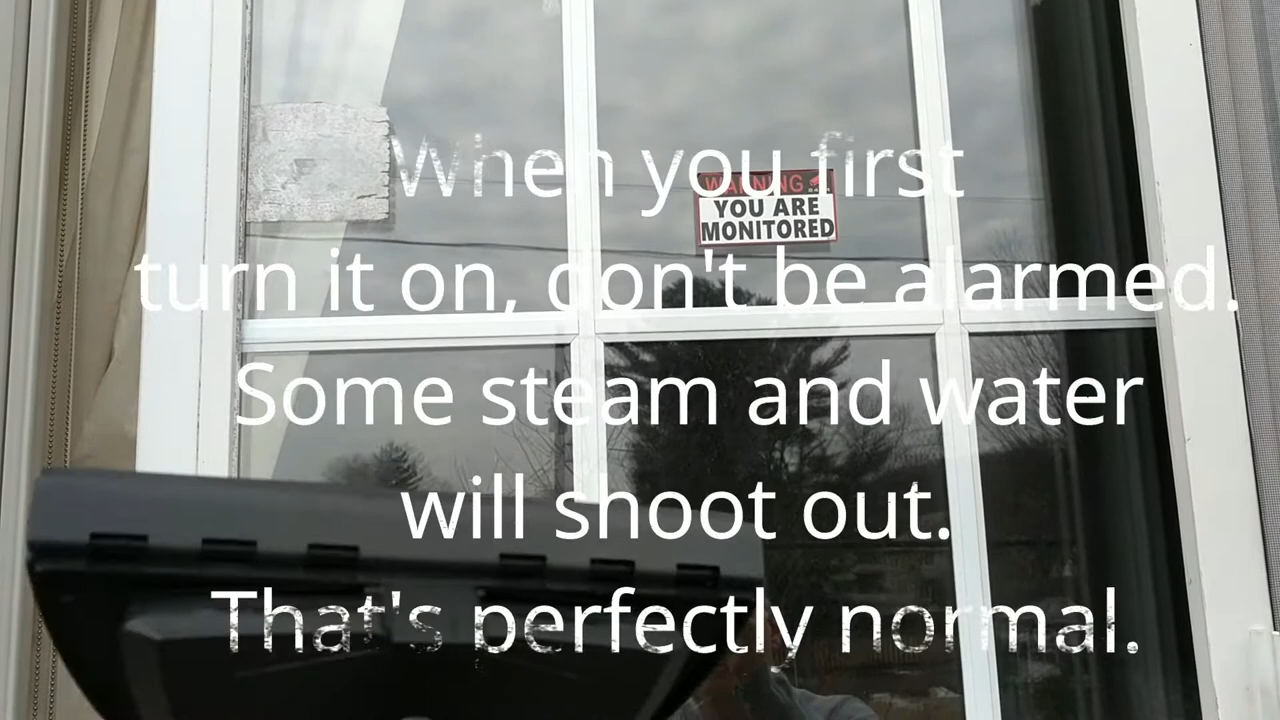 When you first
WARNING
YOU ARE
MONITORED
turn it on, don't be alarmed.
Some steam and water
will shoot out.
That's perfectly normal.